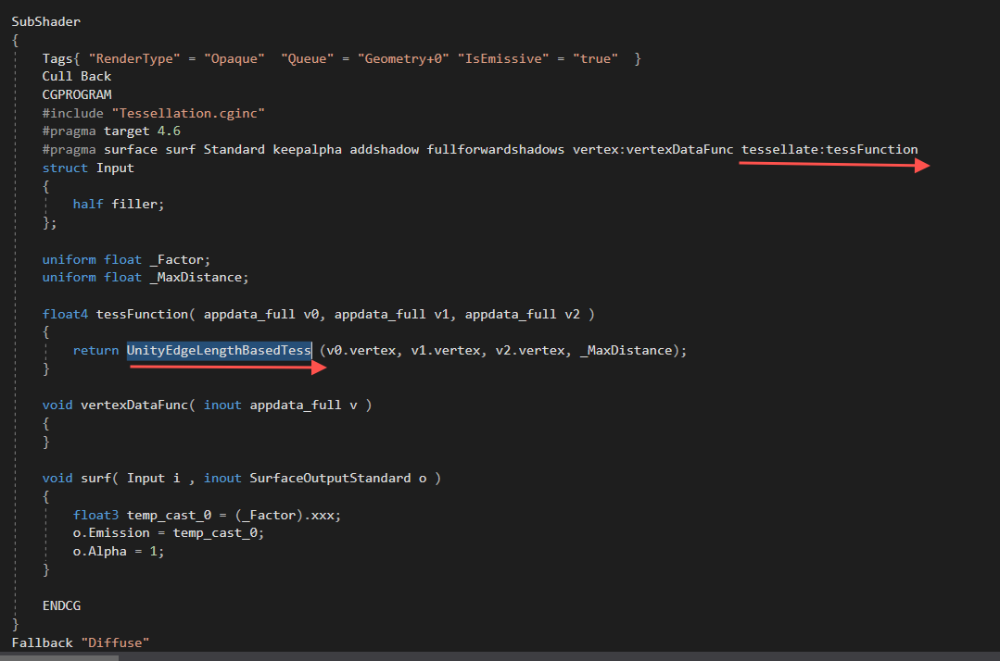 SubShader
{
Tags{ "RenderType" = "Opaque"  "Queue" = "Geometry+0" "IsEmissive" = "true"  }
Cull Back
CGPROGRAM
#include "Tessellation.cginc"
#pragma target 4.6
#pragma surface surf Standard keepalpha addshadow fullforwardshadows vertex:vertexDataFunc tessellate:tessFunction
struct Input
{
half filler;
};
uniform float _Factor;
uniform float _MaxDistance;
float4 tessFunction( appdata_full v0, appdata_full v1, appdata_full v2 )
{
return UnityEdgeLengthBasedTess (v0.vertex, v1.vertex, v2.vertex, _MaxDistance);
}
void vertexDataFunc( inout appdata_full v )
{
}
void surf( Input i , inout SurfaceOutputStandard o )
{
float3 temp_cast_0 = (_Factor).xxx;
o.Emission = temp_cast_0;
o.Alpha = 1;
}
ENDCG
}
Fallback "Diffuse"